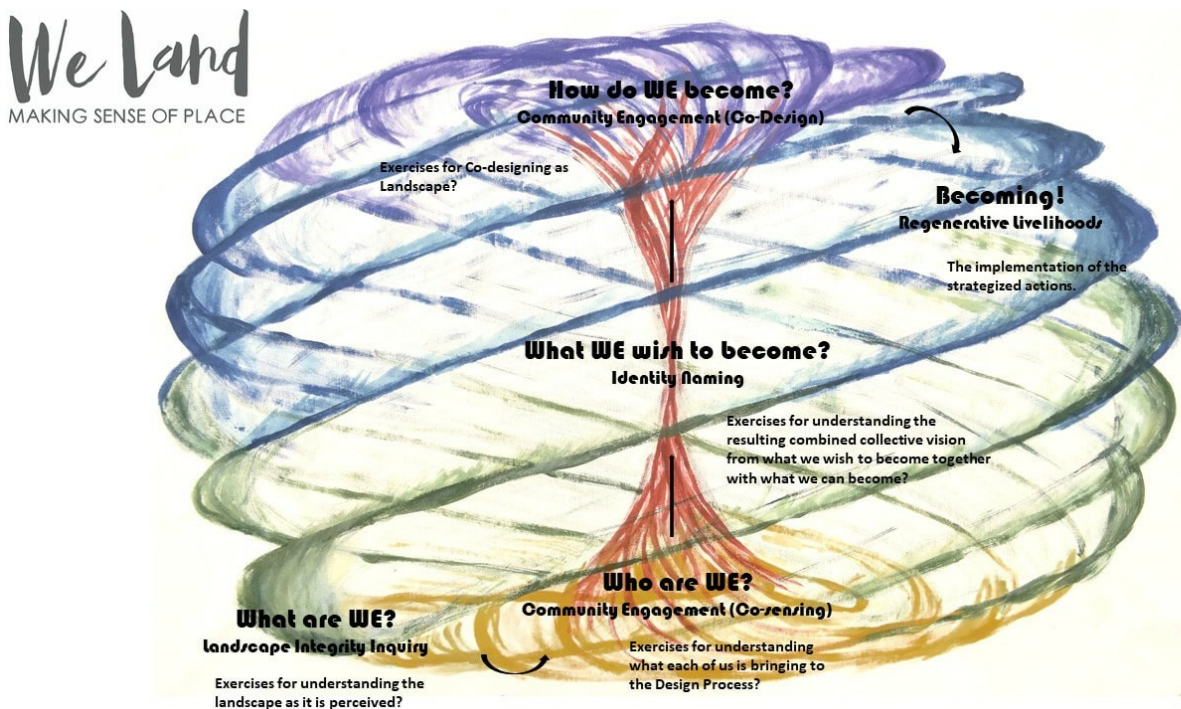 We Land
MAKING SENSE OF PLACE
How do WE become?
Community Engagement (Co-Design)
Exercises for Co-designing as
Landscape?
Becoming!
Regenerative Livelihoods
The implementation of the
strategized actions.
What WE wish to become?
Identity Naming
Exercises for understanding the
resulting combined collective vision
from what we wish to become together
with what we can become?
Who are WE?
Community Engagement (Co-sensing)
Exercises for understanding
what each of us is bringing to
the Design Process?
What are WE?
Landscape Integrity Inquiry
Exercises for understanding the
landscape as it is perceived?